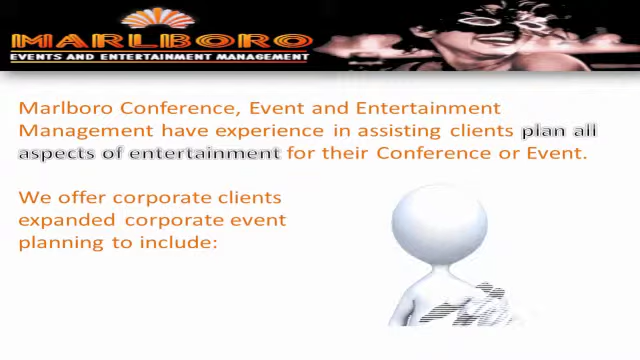 MARLBORO
EVENTS AND ENTERTAINMENT MANAGEMENT
Marlboro Conference, Event and Entertainment
Management have experience in assisting clients plan all
aspects of entertainment for their Conference or Event.
We offer corporate clients
expanded corporate event
planning to include: